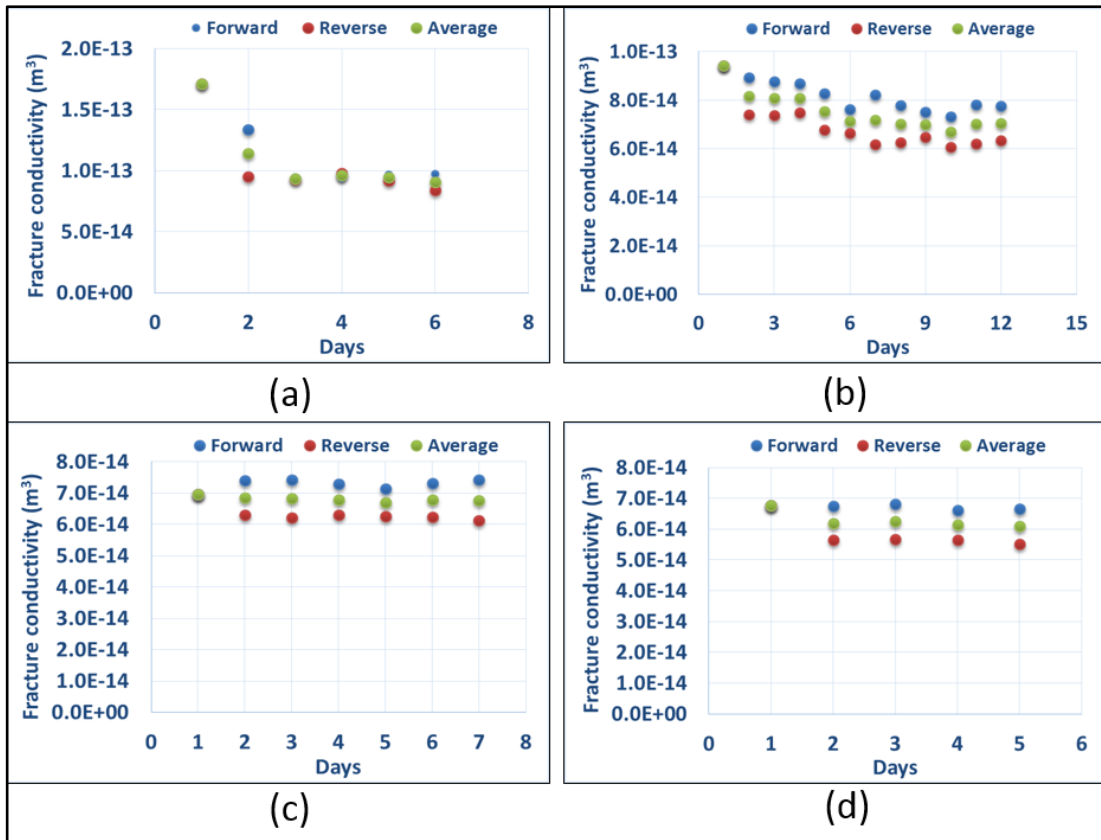 Forward Reverse Average
Fracture conductivity (m³)
2.0E-13
1.5E-13
1.0E-13
5.0E-14
0.0E+00
0 2 4 6 8
Days
(a)
Forward Reverse Average
Fracture conductivity (m³)
1.0E-13
8.0E-14
6.0E-14
4.0E-14
2.0E-14
0.0E+00
0 3 6 9 12 15
Days
(b)
Forward Reverse Average
Fracture conductivity (m³)
8.0E-14
7.0E-14
6.0E-14
5.0E-14
4.0E-14
3.0E-14
2.0E-14
1.0E-14
0.0E+00
0 1 2 3 4 5 6 7 8
Days
(c)
Forward Reverse Average
Fracture conductivity (m³)
8.0E-14
7.0E-14
6.0E-14
5.0E-14
4.0E-14
3.0E-14
2.0E-14
1.0E-14
0.0E+00
0 1 2 3 4 5 6
Days
(d)